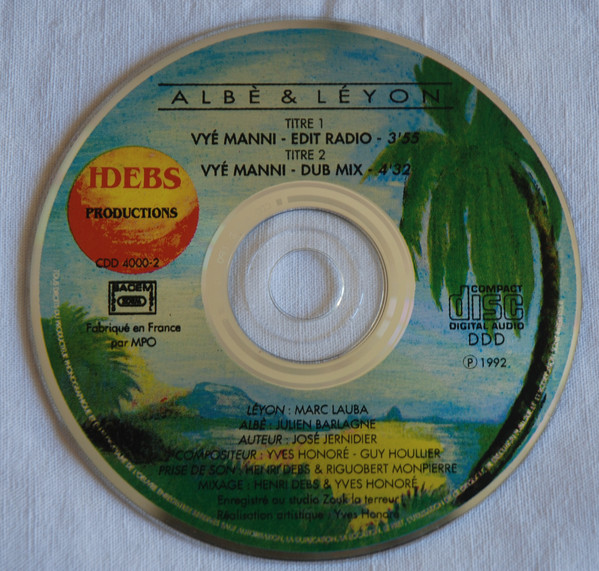 ALBÈ & LÉYON
TITRE 1
VYÉ MANNI - EDIT RADIO - 3'55
TITRE 2
VYÉ MANNI - DUB MIX - 4'32
HDEBS
PRODUCTIONS
CDD 4000-2
SACEM
Fabriqué en France
par MPO
COMPACT
disc
DIGITAL AUDIO
DDD
Ⓟ 1992.
LÉYON : MARC LAUBA
ALBÈ : JULIEN BARLAGNE
AUTEUR : JOSÉ JERNIDIER
COMPOSITEUR : YVES HONORÉ - GUY HOULLIER
PRISE DE SON : HENRI DEBS & RIGUOBERT MONPIERRE
MIXAGE : HENRI DEBS & YVES HONORÉ
Enregistré au studio Zouk la terreur
Réalisation artistique : Yves Honoré